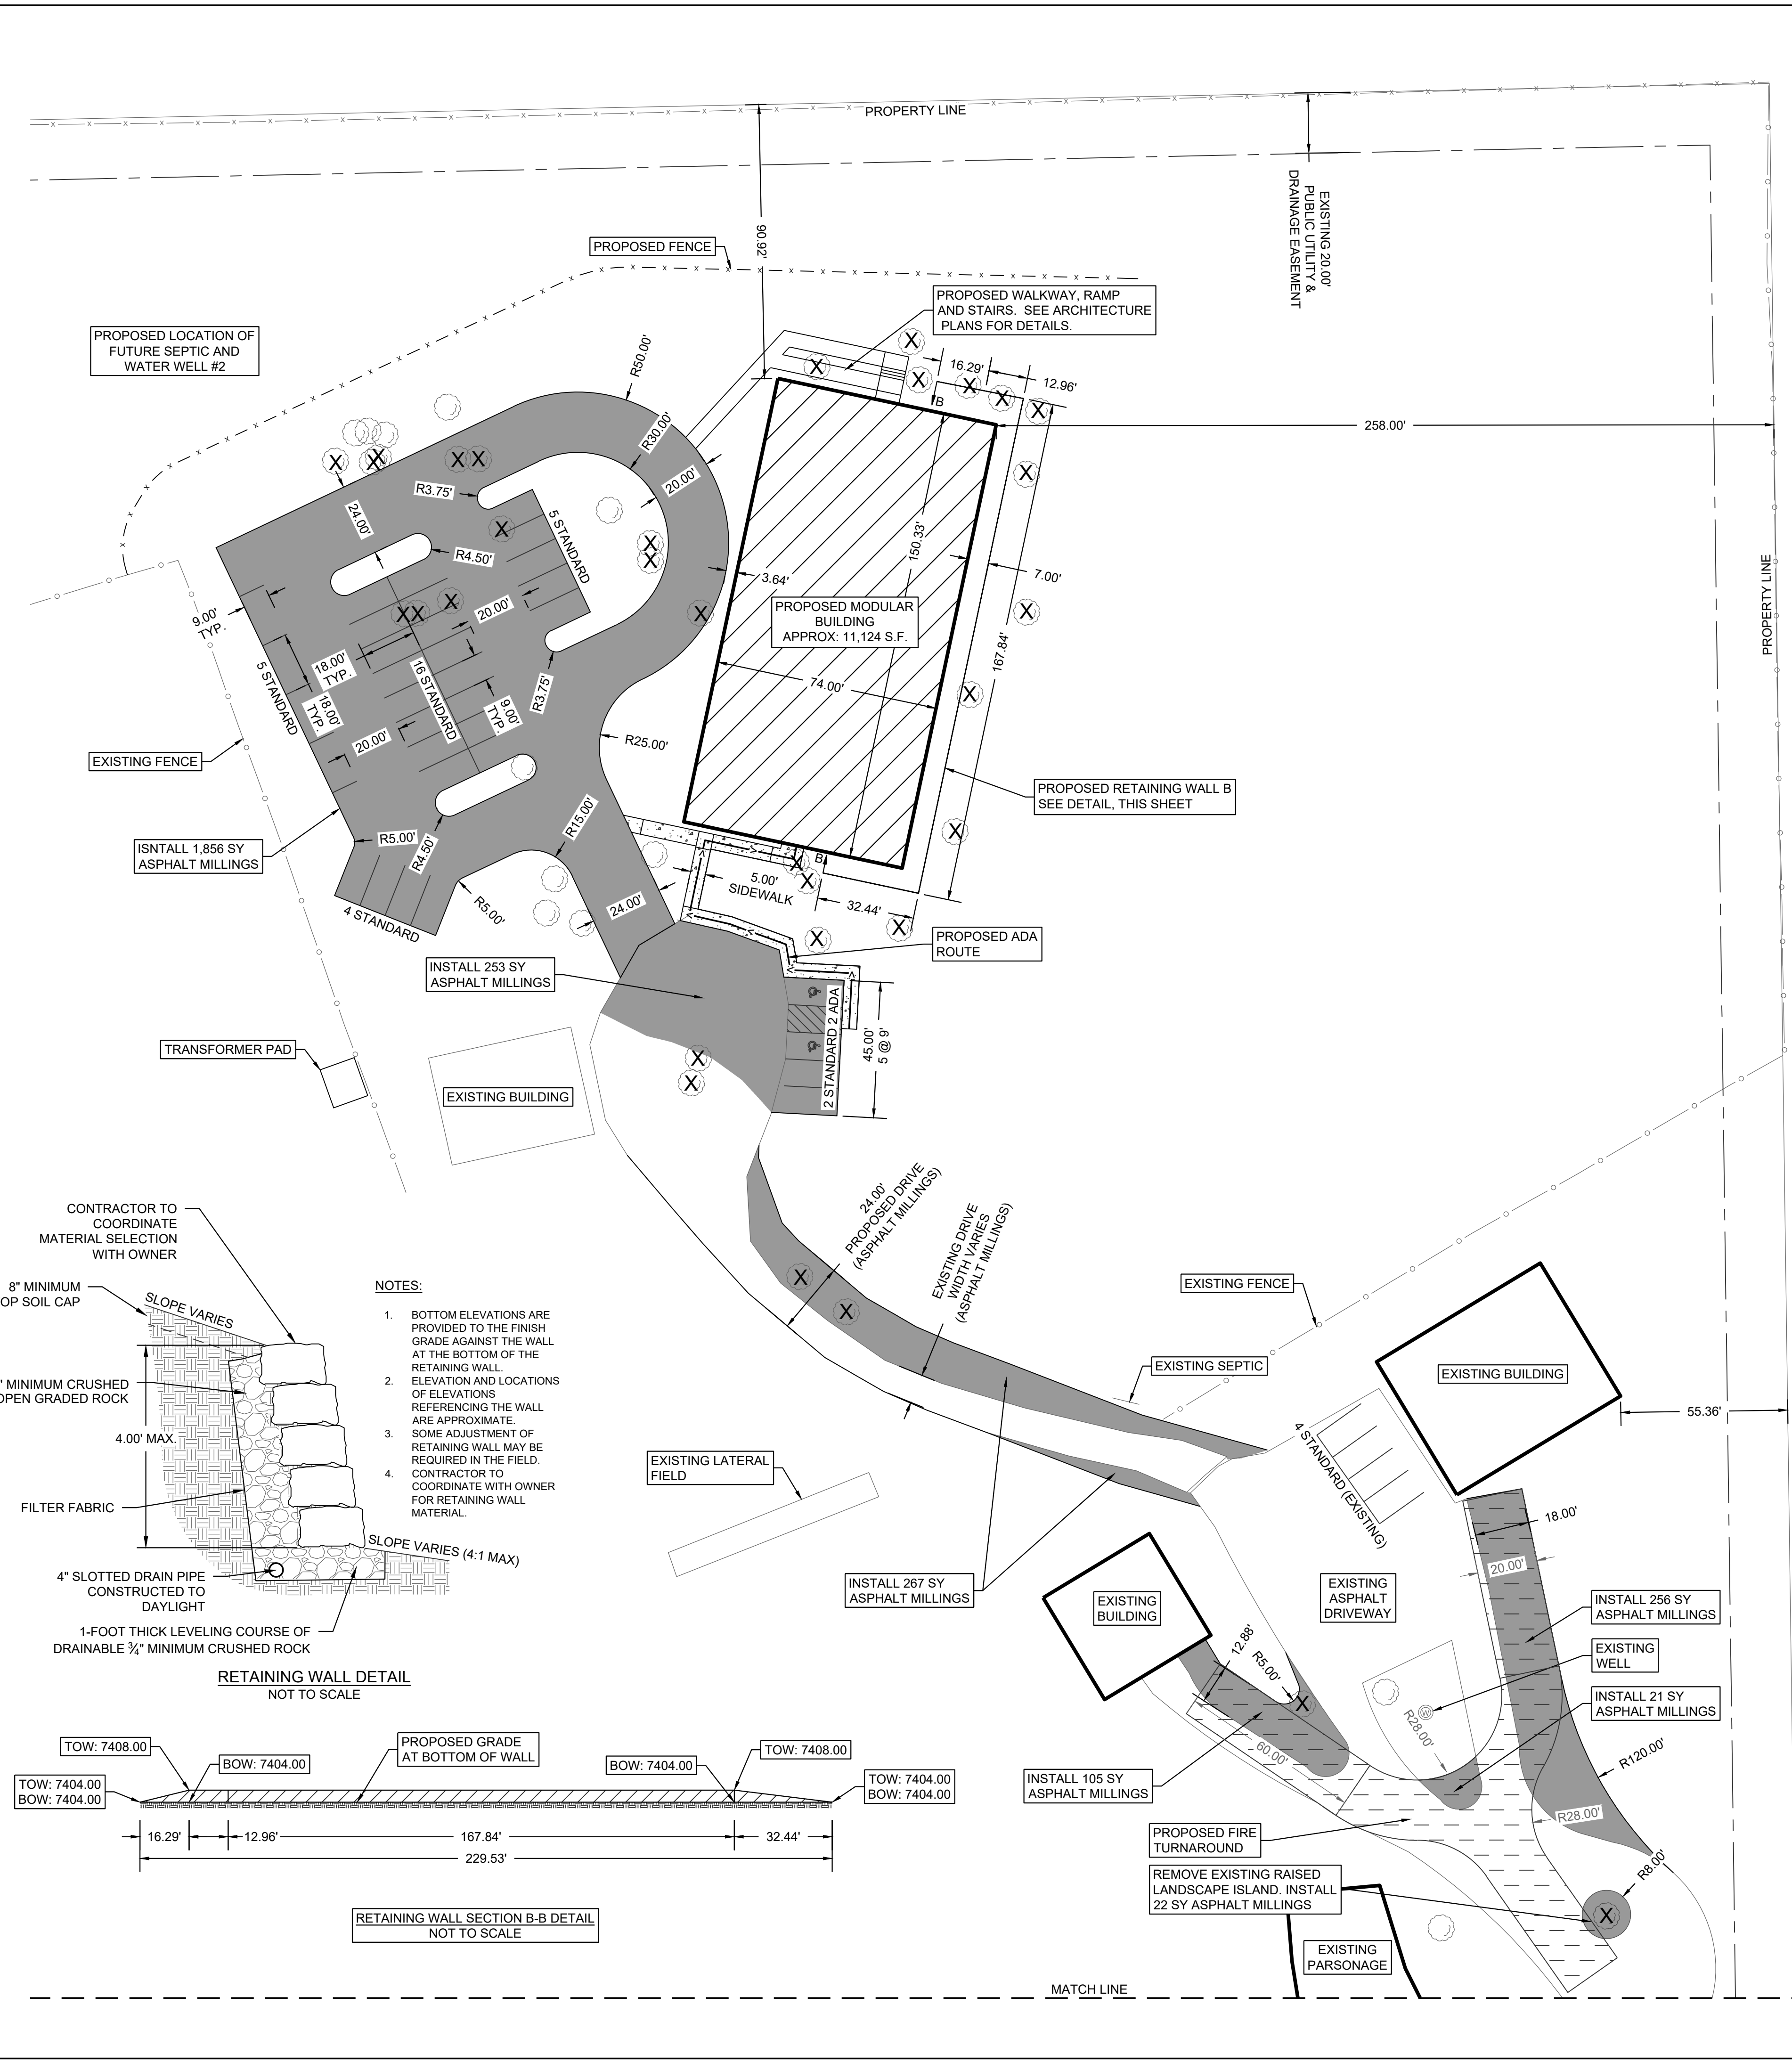 PROPERTY LINE
EXISTING 20.00'
PUBLIC UTILITY &
DRAINAGE EASEMENT
90.92'
PROPOSED FENCE
PROPOSED WALKWAY, RAMP
AND STAIRS. SEE ARCHITECTURE
PLANS FOR DETAILS.
PROPOSED LOCATION OF
FUTURE SEPTIC AND
WATER WELL #2
R50.00'
R30.00'
20.00'
16.29'
12.96'
B
258.00'
PROPERTY LINE
R3.75'
24.00'
5 STANDARD
R4.50'
150.33'
3.64'
7.00'
PROPOSED MODULAR
BUILDING
APPROX: 11,124 S.F.
167.84'
74.00'
9.00'
TYP.
20.00'
18.00'
TYP.
5 STANDARD
18.00'
TYP.
16 STANDARD
9.00'
TYP.
R3.75'
20.00'
R25.00'
EXISTING FENCE
PROPOSED RETAINING WALL B
SEE DETAIL, THIS SHEET
ISNTALL 1,856 SY
ASPHALT MILLINGS
R5.00'
R4.50'
R15.00'
B
5.00'
SIDEWALK
32.44'
R5.00'
4 STANDARD
24.00'
PROPOSED ADA
ROUTE
INSTALL 253 SY
ASPHALT MILLINGS
2 STANDARD 2 ADA
45.00'
5 @ 9'
TRANSFORMER PAD
EXISTING BUILDING
24.00'
PROPOSED DRIVE
(ASPHALT MILLINGS)
EXISTING DRIVE
WIDTH VARIES
(ASPHALT MILLINGS)
EXISTING FENCE
EXISTING SEPTIC
EXISTING BUILDING
55.36'
4 STANDARD (EXISTING)
EXISTING LATERAL
FIELD
18.00'
20.00'
INSTALL 267 SY
ASPHALT MILLINGS
EXISTING
BUILDING
EXISTING
ASPHALT
DRIVEWAY
INSTALL 256 SY
ASPHALT MILLINGS
EXISTING
WELL
W
INSTALL 21 SY
ASPHALT MILLINGS
12.88'
R5.00'
R28.00'
60.00'
R120.00'
R28.00'
INSTALL 105 SY
ASPHALT MILLINGS
PROPOSED FIRE
TURNAROUND
R8.00'
REMOVE EXISTING RAISED
LANDSCAPE ISLAND. INSTALL
22 SY ASPHALT MILLINGS
EXISTING
PARSONAGE
MATCH LINE
CONTRACTOR TO
COORDINATE
MATERIAL SELECTION
WITH OWNER
8" MINIMUM
OP SOIL CAP
SLOPE VARIES
' MINIMUM CRUSHED
OPEN GRADED ROCK
4.00' MAX.
FILTER FABRIC
SLOPE VARIES (4:1 MAX)
4" SLOTTED DRAIN PIPE
CONSTRUCTED TO
DAYLIGHT
1-FOOT THICK LEVELING COURSE OF
DRAINABLE ¾" MINIMUM CRUSHED ROCK
RETAINING WALL DETAIL
NOT TO SCALE
NOTES:
1. BOTTOM ELEVATIONS ARE
PROVIDED TO THE FINISH
GRADE AGAINST THE WALL
AT THE BOTTOM OF THE
RETAINING WALL.
2. ELEVATION AND LOCATIONS
OF ELEVATIONS
REFERENCING THE WALL
ARE APPROXIMATE.
3. SOME ADJUSTMENT OF
RETAINING WALL MAY BE
REQUIRED IN THE FIELD.
4. CONTRACTOR TO
COORDINATE WITH OWNER
FOR RETAINING WALL
MATERIAL.
TOW: 7408.00
BOW: 7404.00
PROPOSED GRADE
AT BOTTOM OF WALL
BOW: 7404.00
TOW: 7408.00
TOW: 7404.00
BOW: 7404.00
TOW: 7404.00
BOW: 7404.00
16.29'
12.96'
167.84'
32.44'
229.53'
RETAINING WALL SECTION B-B DETAIL
NOT TO SCALE